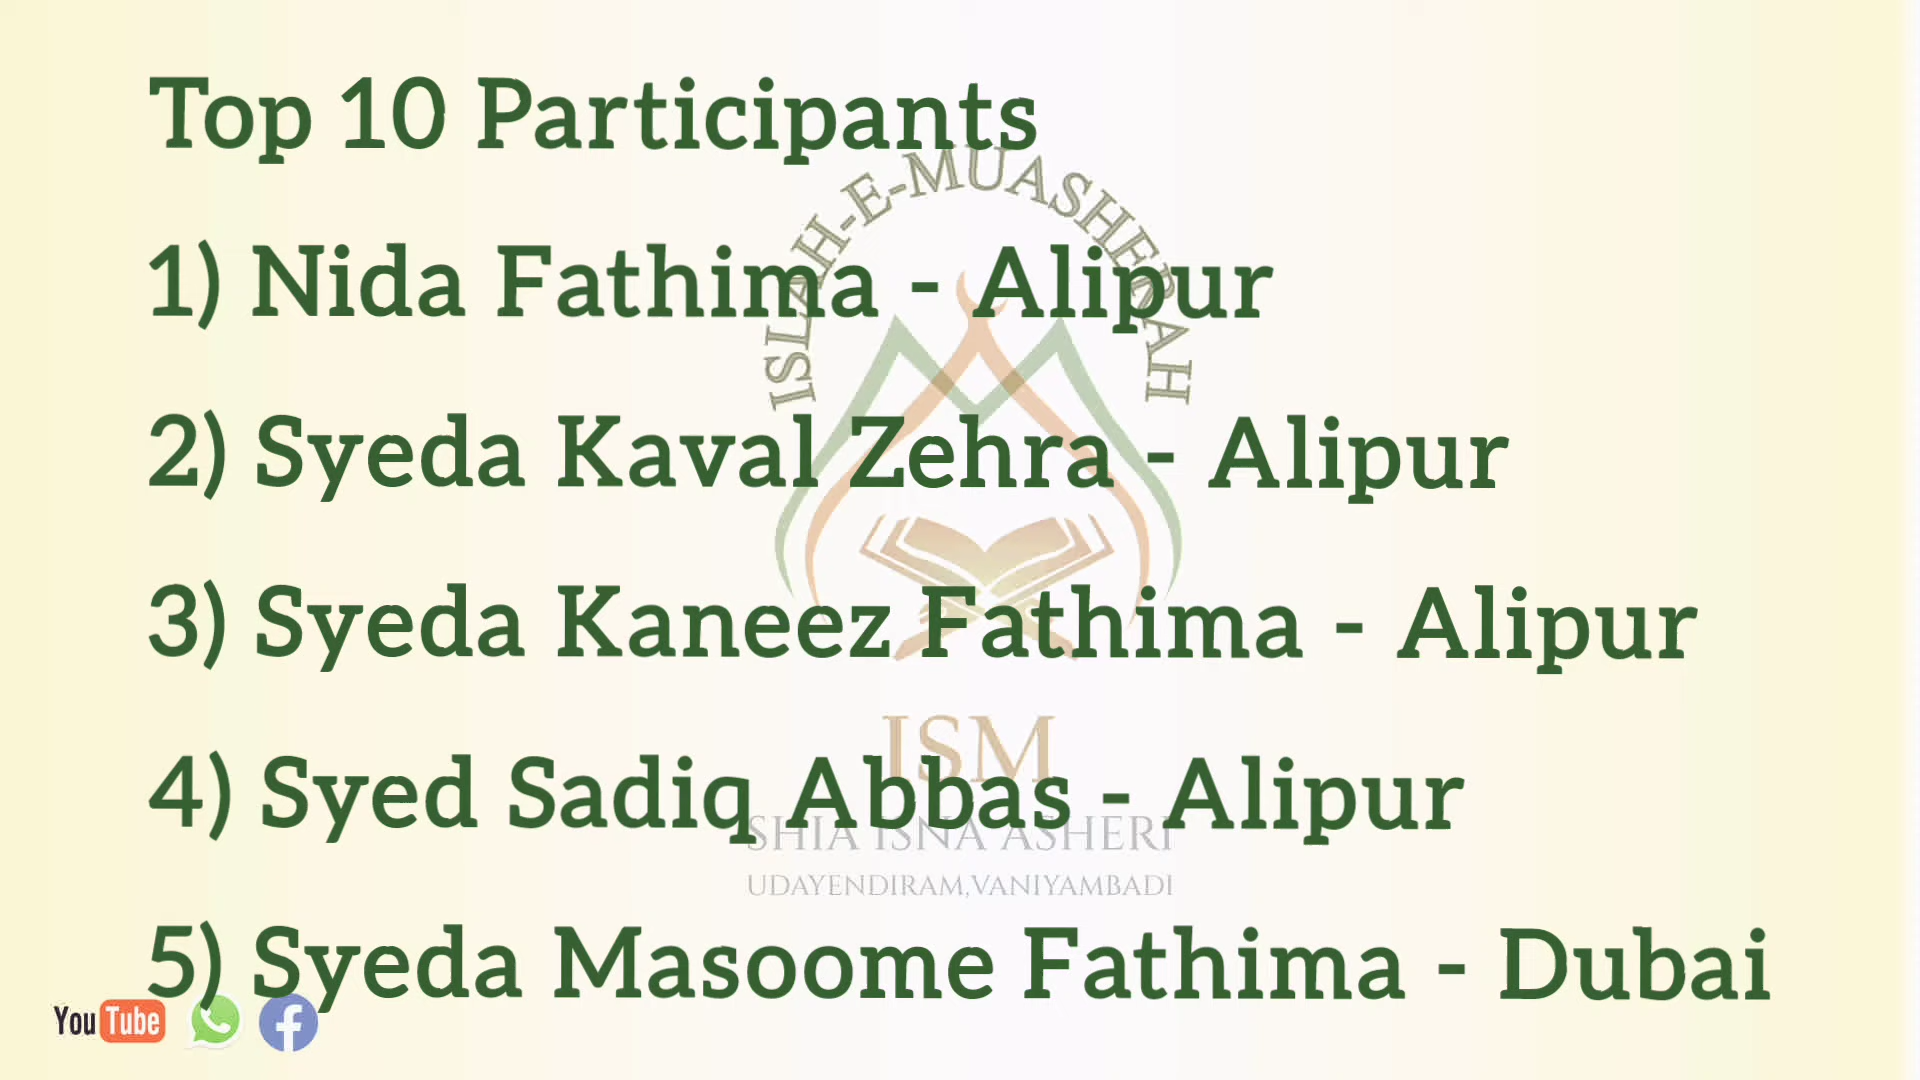 Top 10 Participants
ISLAH-E-MUASHERAH
1) Nida Fathima - Alipur
2) Syeda Kaval Zehra - Alipur
3) Syeda Kaneez Fathima - Alipur
ISM
4) Syed Sadiq Abbas - Alipur
SHIA ISNA ASHERI
UDAYENDIRAM,VANIYAMBADI
5) Syeda Masoome Fathima - Dubai
YouTube